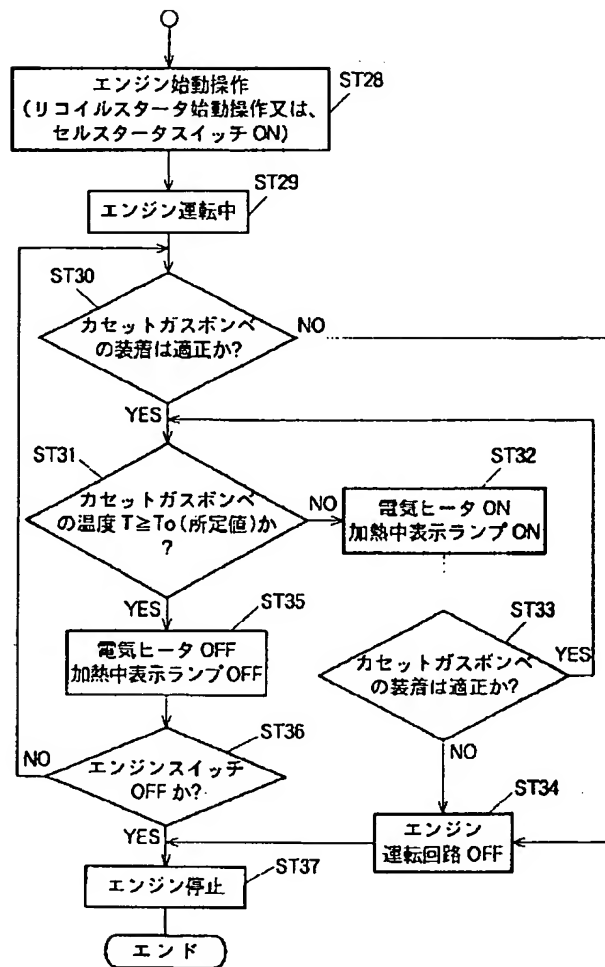 エンジン始動操作
(リコイルスタータ始動操作又は、
セルスタータスイッチ ON)
ST28
エンジン運転中
ST29
ST30
カセットガスボンベ
の装着は適正か?
NO
YES
ST31
カセットガスボンベ
の温度 T≧To(所定値)か
?
NO
ST32
電気ヒータ ON
加熱中表示ランプ ON
YES
ST35
電気ヒータ OFF
加熱中表示ランプ OFF
ST33
カセットガスボンベ
の装着は適正か?
YES
NO
ST36
エンジンスイッチ
OFFか?
NO
YES
ST34
エンジン
運転回路 OFF
ST37
エンジン停止
エンド